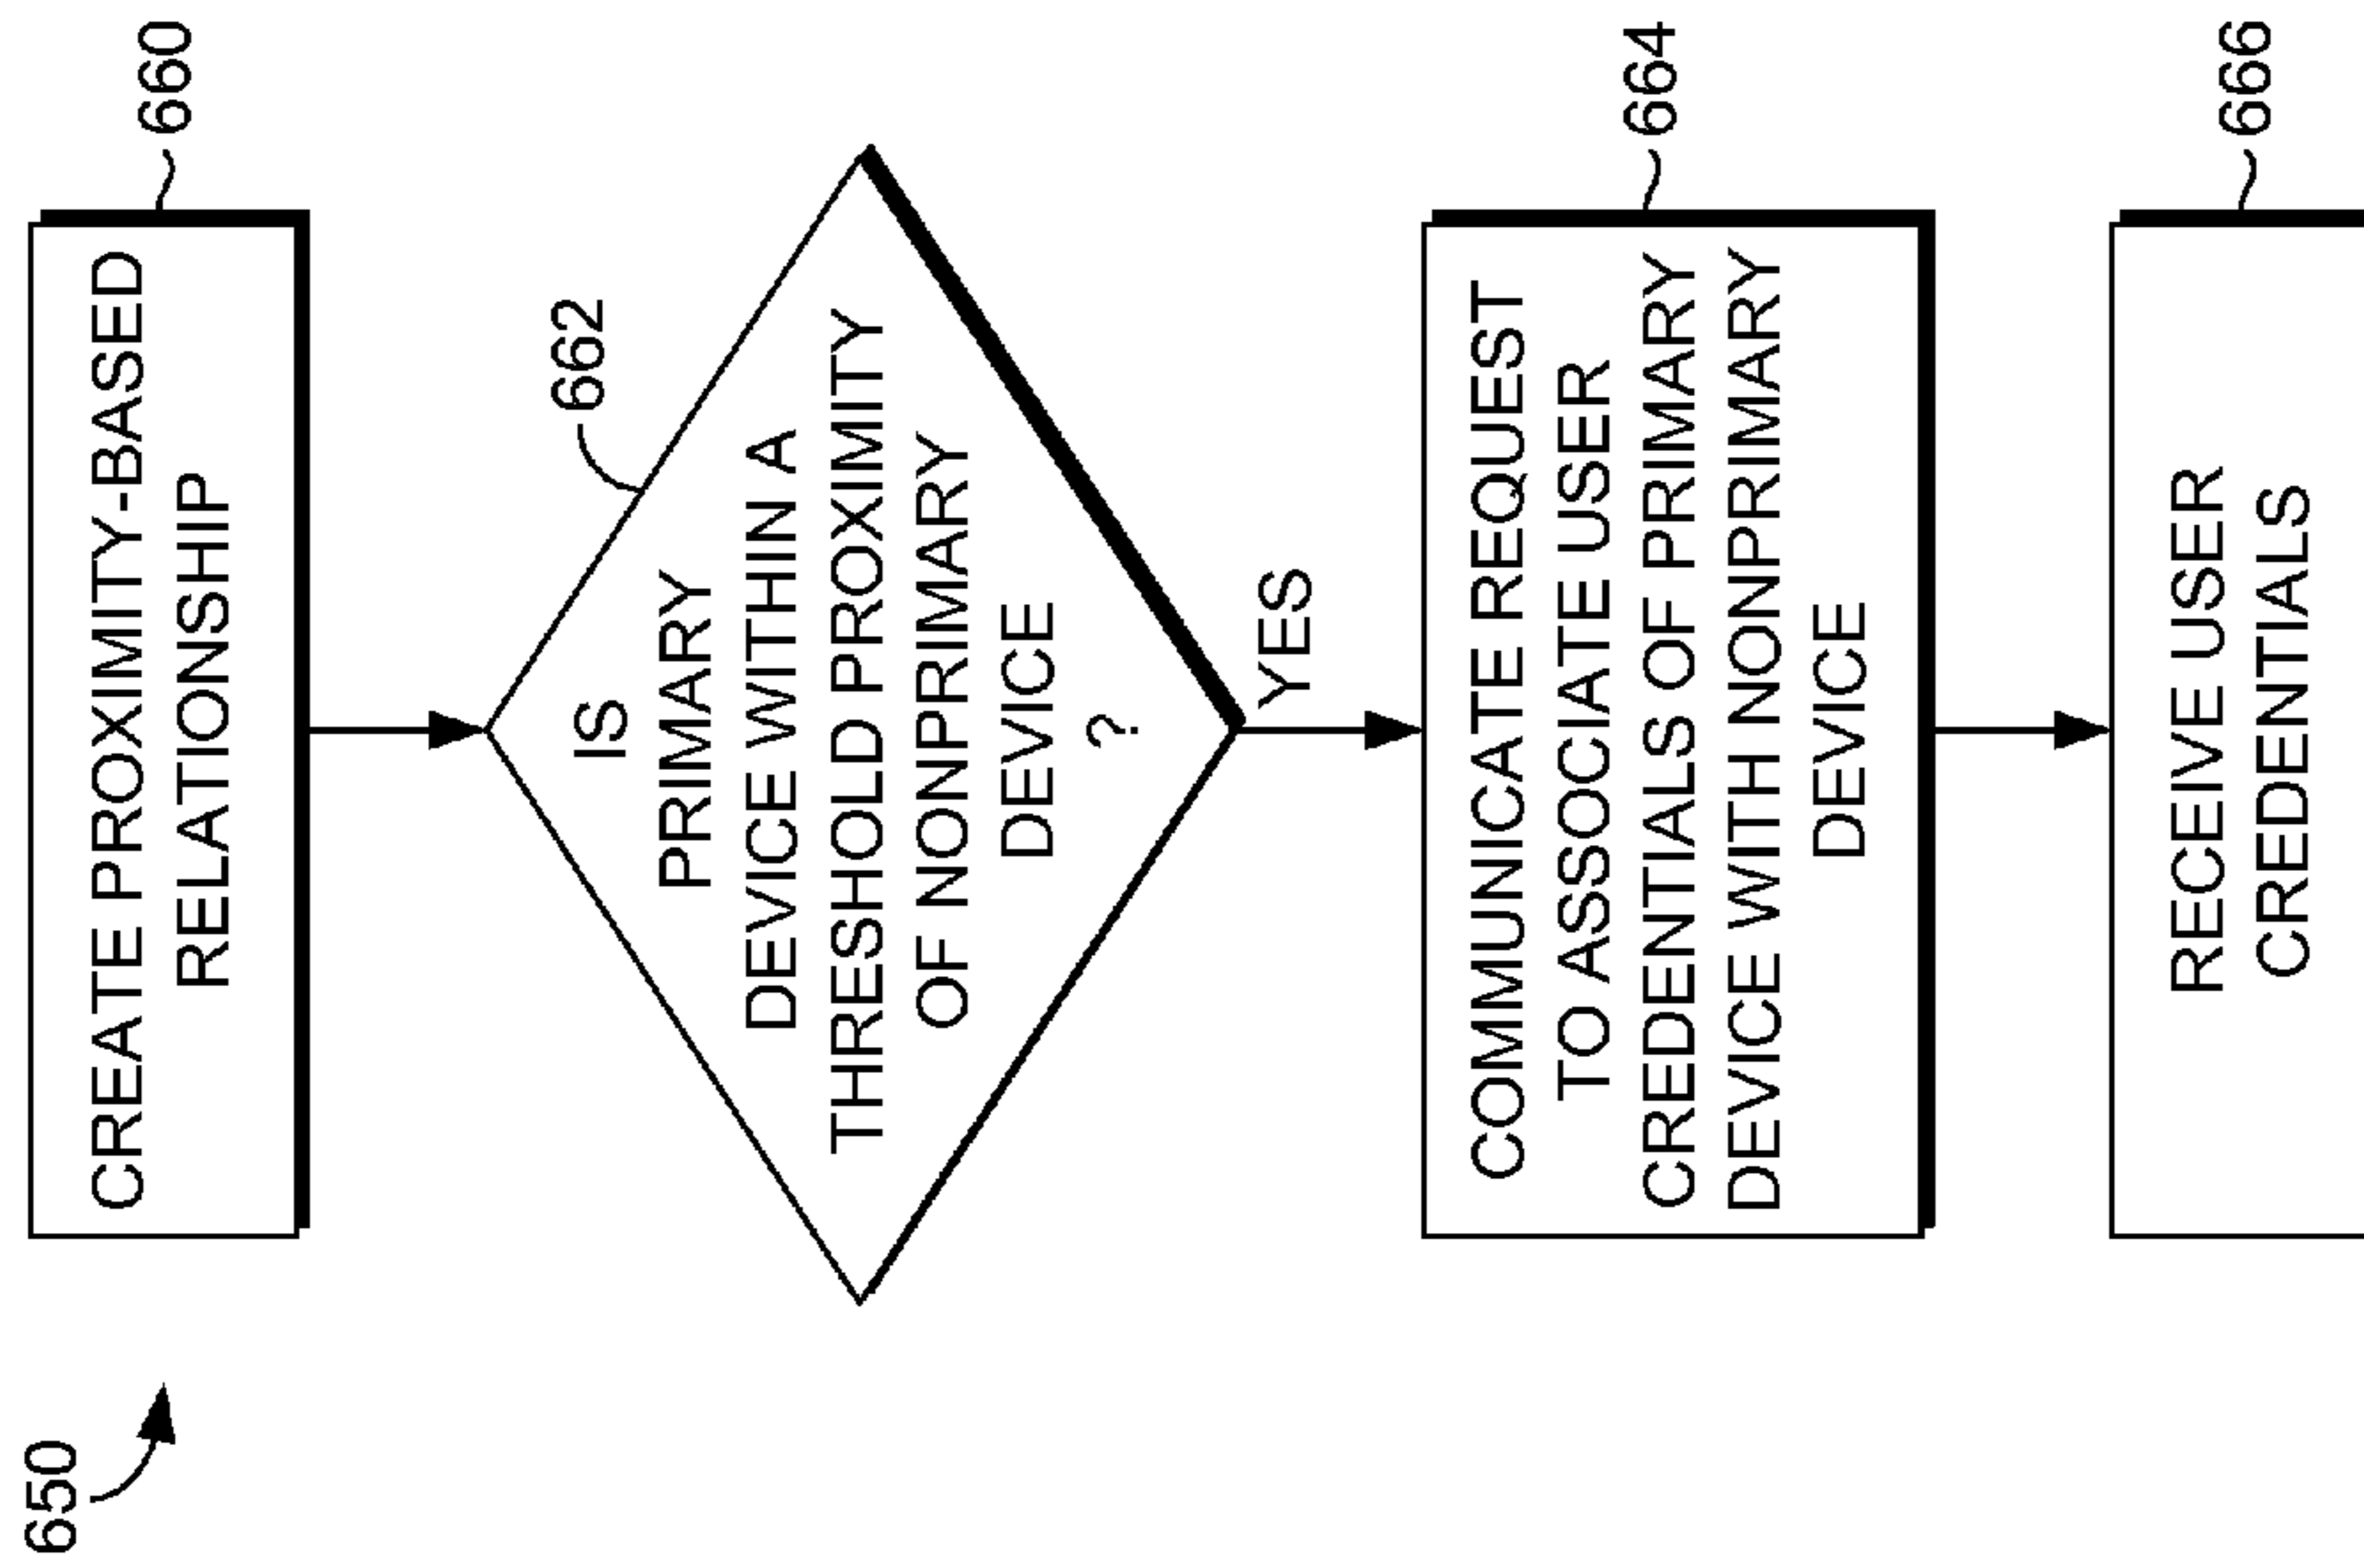 650
CREATE PROXIMITY-BASED
RELATIONSHIP
660
662
IS
PRIMARY
DEVICE WITHIN A
THRESHOLD PROXIMITY
OF NONPRIMARY
DEVICE
?
YES
COMMUNICATE REQUEST
TO ASSOCIATE USER
CREDENTIALS OF PRIMARY
DEVICE WITH NONPRIMARY
DEVICE
664
RECEIVE USER
CREDENTIALS
666